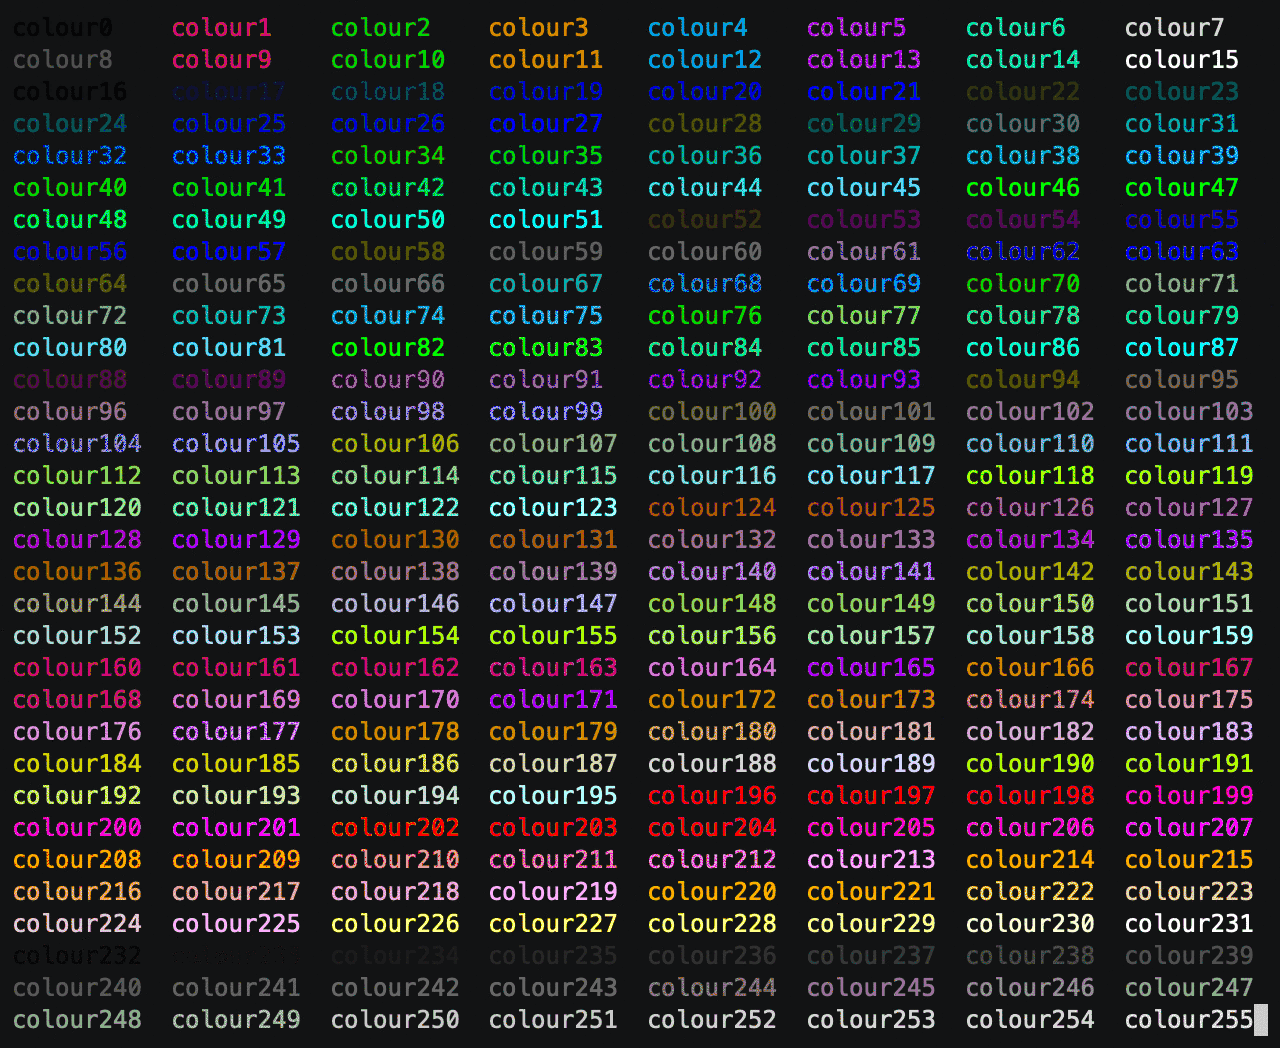 colour0 colour1 colour2 colour3 colour4 colour5 colour6 colour7
colour8 colour9 colour10 colour11 colour12 colour13 colour14 colour15
colour16 colour17 colour18 colour19 colour20 colour21 colour22 colour23
colour24 colour25 colour26 colour27 colour28 colour29 colour30 colour31
colour32 colour33 colour34 colour35 colour36 colour37 colour38 colour39
colour40 colour41 colour42 colour43 colour44 colour45 colour46 colour47
colour48 colour49 colour50 colour51 colour52 colour53 colour54 colour55
colour56 colour57 colour58 colour59 colour60 colour61 colour62 colour63
colour64 colour65 colour66 colour67 colour68 colour69 colour70 colour71
colour72 colour73 colour74 colour75 colour76 colour77 colour78 colour79
colour80 colour81 colour82 colour83 colour84 colour85 colour86 colour87
colour88 colour89 colour90 colour91 colour92 colour93 colour94 colour95
colour96 colour97 colour98 colour99 colour100 colour101 colour102 colour103
colour104 colour105 colour106 colour107 colour108 colour109 colour110 colour111
colour112 colour113 colour114 colour115 colour116 colour117 colour118 colour119
colour120 colour121 colour122 colour123 colour124 colour125 colour126 colour127
colour128 colour129 colour130 colour131 colour132 colour133 colour134 colour135
colour136 colour137 colour138 colour139 colour140 colour141 colour142 colour143
colour144 colour145 colour146 colour147 colour148 colour149 colour150 colour151
colour152 colour153 colour154 colour155 colour156 colour157 colour158 colour159
colour160 colour161 colour162 colour163 colour164 colour165 colour166 colour167
colour168 colour169 colour170 colour171 colour172 colour173 colour174 colour175
colour176 colour177 colour178 colour179 colour180 colour181 colour182 colour183
colour184 colour185 colour186 colour187 colour188 colour189 colour190 colour191
colour192 colour193 colour194 colour195 colour196 colour197 colour198 colour199
colour200 colour201 colour202 colour203 colour204 colour205 colour206 colour207
colour208 colour209 colour210 colour211 colour212 colour213 colour214 colour215
colour216 colour217 colour218 colour219 colour220 colour221 colour222 colour223
colour224 colour225 colour226 colour227 colour228 colour229 colour230 colour231
colour232 colour234 colour235 colour236 colour237 colour238 colour239
colour240 colour241 colour242 colour243 colour244 colour245 colour246 colour247
colour248 colour249 colour250 colour251 colour252 colour253 colour254 colour255